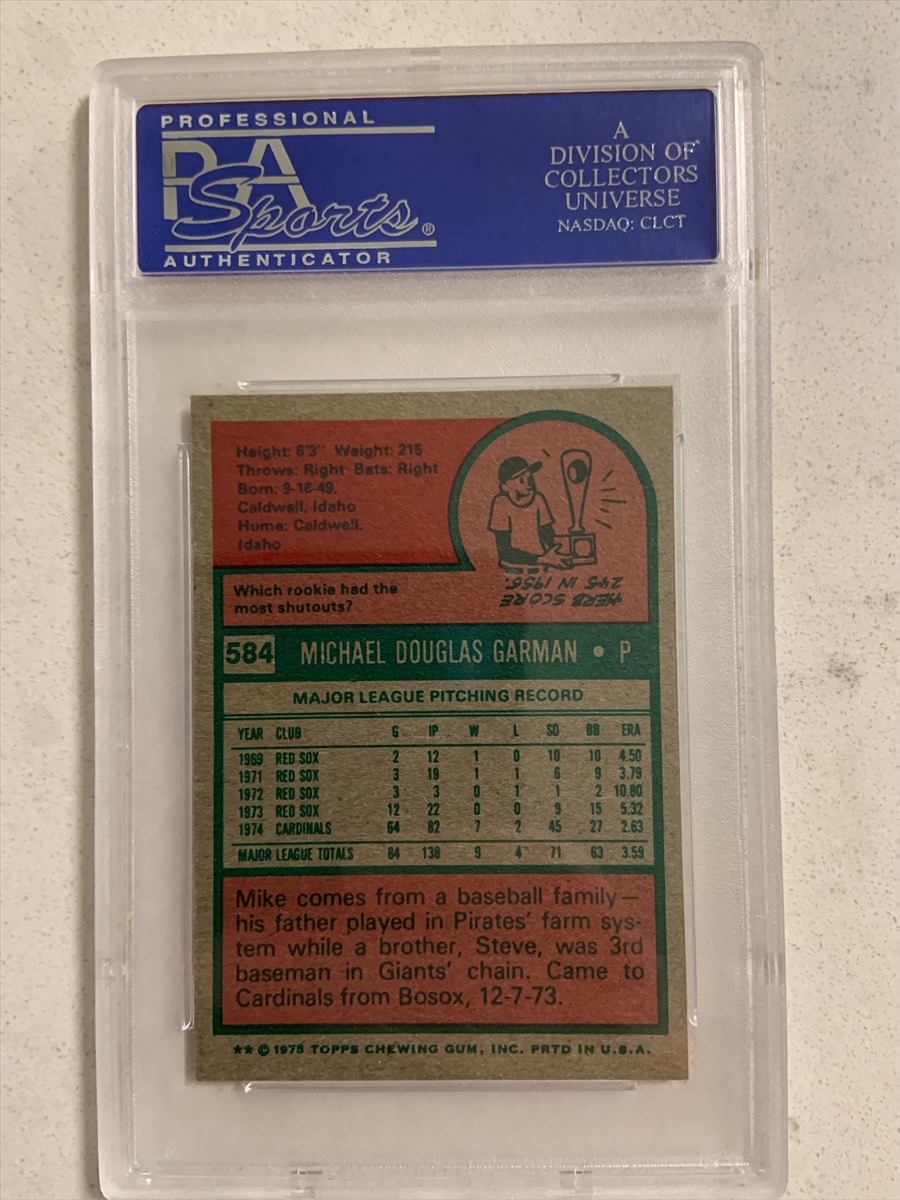 PROFESSIONAL
PSA
Sports®
AUTHENTICATOR
A
DIVISION OF
COLLECTORS
UNIVERSE
NASDAQ: CLCT
Height: 6'3" Weight: 215
Throws: Right Bats: Right
Born: 9-16-49,
Caldwell, Idaho
Home: Caldwell,
Idaho
Which rookie had the
most shutouts?
HERB SCORE
245 IN 1955.
584 MICHAEL DOUGLAS GARMAN • P
MAJOR LEAGUE PITCHING RECORD
YEAR CLUB G IP W L SO BB ERA
1969 RED SOX 2 12 1 0 10 10 4.50
1971 RED SOX 3 19 1 1 6 9 3.79
1972 RED SOX 3 3 0 1 1 2 10.80
1973 RED SOX 12 22 0 0 9 15 5.32
1974 CARDINALS 64 82 7 2 45 27 2.63
MAJOR LEAGUE TOTALS 84 138 9 4 71 63 3.59
Mike comes from a baseball family—
his father played in Pirates' farm sys-
tem while a brother, Steve, was 3rd
baseman in Giants' chain. Came to
Cardinals from Bosox, 12-7-73.
** © 1975 TOPPS CHEWING GUM, INC. PRTD IN U.S.A.